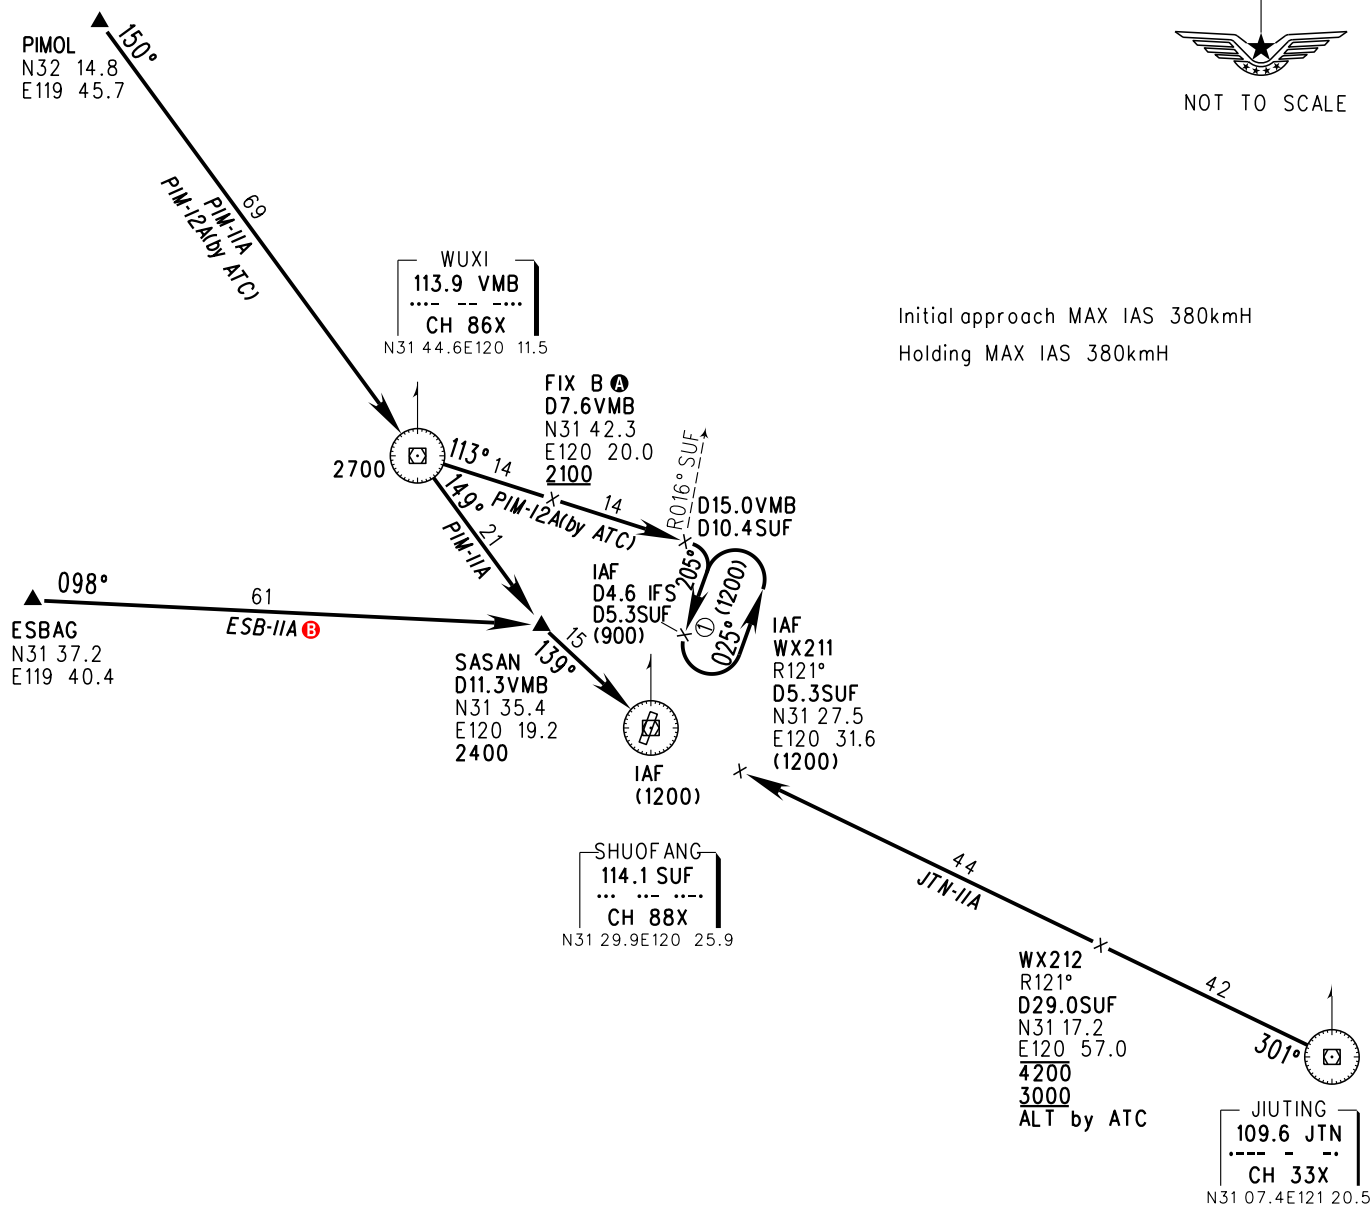 150°
PIMOL
N32 14.8
E119 45.7
NOT TO SCALE
69
PIM-11A
PIM-12A(by ATC)
WUXI
113.9 VMB
CH 86X
N31 44.6E120 11.5
Initial approach MAX IAS 380kmH
Holding MAX IAS 380kmH
FIX B A
D7.6VMB
N31 42.3
E120 20.0
2100
2700
113°
14
149°
PIM-12A(by ATC)
14
21
PIM-11A
R016° SUF
D15.0VMB
D10.4SUF
205°
1
(1200)
025°
IAF
D4.6 IFS
D5.3SUF
(900)
098°
61
ESB-11A B
ESBAG
N31 37.2
E119 40.4
15
139°
SASAN
D11.3VMB
N31 35.4
E120 19.2
2400
IAF
WX211
R121°
D5.3SUF
N31 27.5
E120 31.6
(1200)
IAF
(1200)
SHUOFANG
114.1 SUF
CH 88X
N31 29.9E120 25.9
44
JTN-11A
WX212
R121°
D29.0SUF
N31 17.2
E120 57.0
4200
3000
ALT by ATC
42
301°
JIUTING
109.6 JTN
CH 33X
N31 07.4E121 20.5